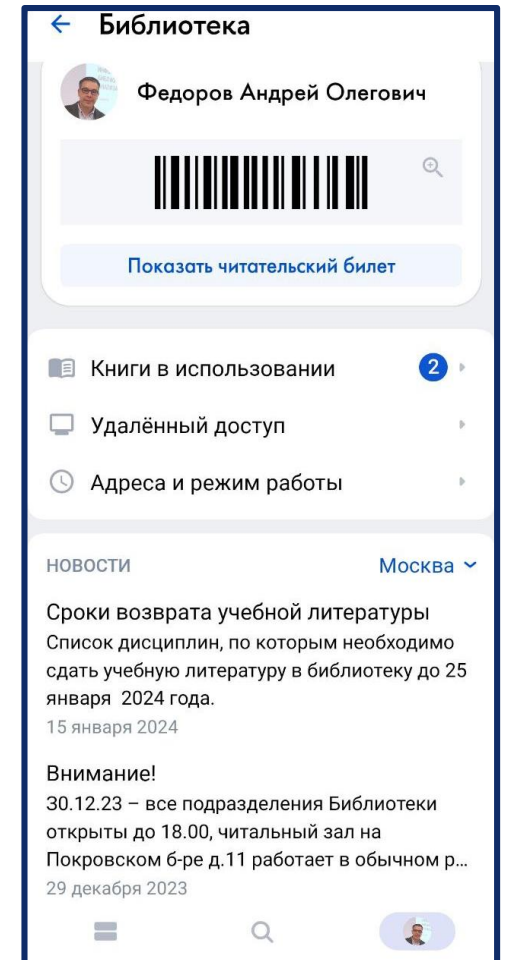 Библиотека
Федоров Андрей Олегович
Показать читательский билет
Книги в использовании
2
Удалённый доступ
Адреса и режим работы
НОВОСТИ
Москва
Сроки возврата учебной литературы
Список дисциплин, по которым необходимо
сдать учебную литературу в библиотеку до 25
января 2024 года.
15 января 2024
Внимание!
30.12.23 – все подразделения Библиотеки
открыты до 18.00, читальный зал на
Покровском б-ре д.11 работает в обычном р...
29 декабря 2023